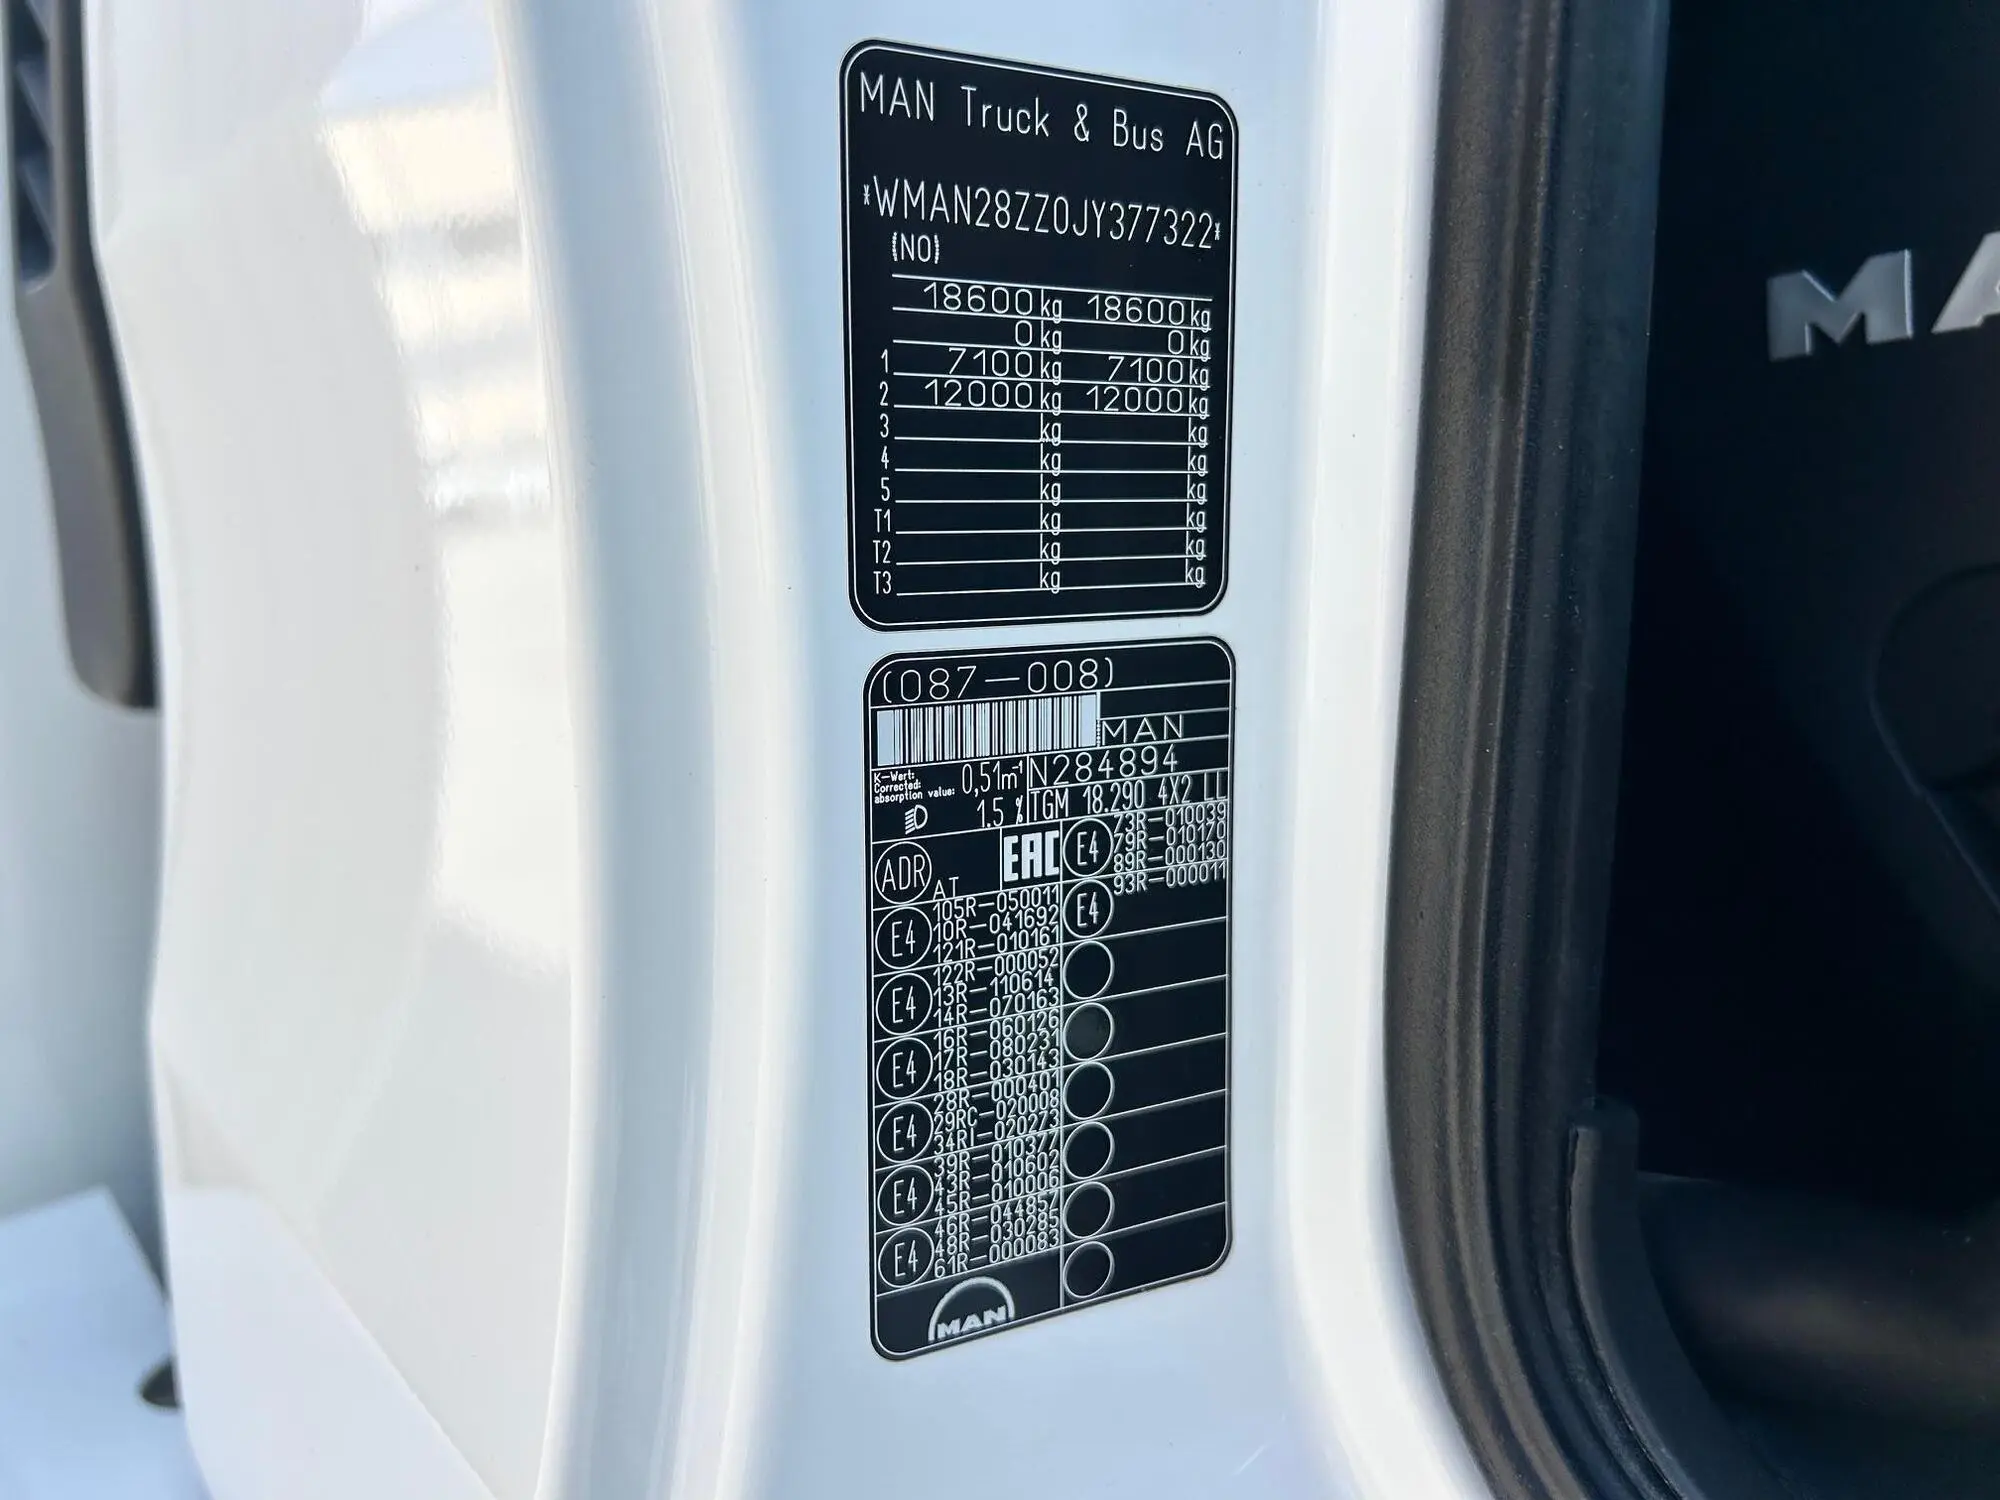 MAN Truck & Bus AG
*WMAN28ZZ0JY377322*
(NO)
18600 kg 18600 kg
0 kg 0 kg
1 7100 kg 7100 kg
2 12000 kg 12000 kg
3 kg kg
4 kg kg
5 kg kg
T1 kg kg
T2 kg kg
T3 kg kg
(087-008)
MAN
K-Wert:
Corrected:
absorption value: 0,51m⁻¹
N284894
1.5 %
TGM 18.290 4X2 LL
ADR AT
EAC
E4
105R-050011
10R-041692
121R-010161
E4
122R-000052
13R-110614
14R-070163
E4
16R-060126
17R-080231
18R-030143
E4
28R-000401
29RC-020008
34RI-020273
E4
39R-010377
43R-010602
45R-010006
E4
46R-044857
48R-030285
61R-000083
E4
73R-010039
79R-010170
89R-000130
E4
93R-000011
MAN
MA